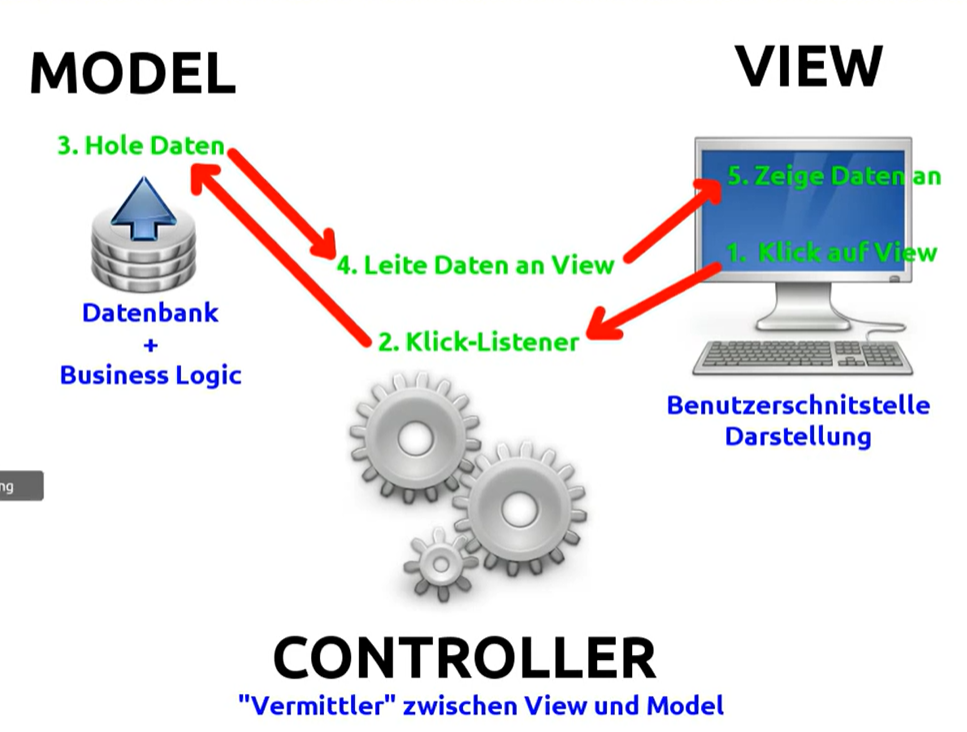 MODEL
VIEW
3. Hole Daten
5. Zeige Daten an
1. Klick auf View
4. Leite Daten an View
2. Klick-Listener
Datenbank
+
Business Logic
Benutzerschnitstelle
Darstellung
ng
CONTROLLER
"Vermittler" zwischen View und Model